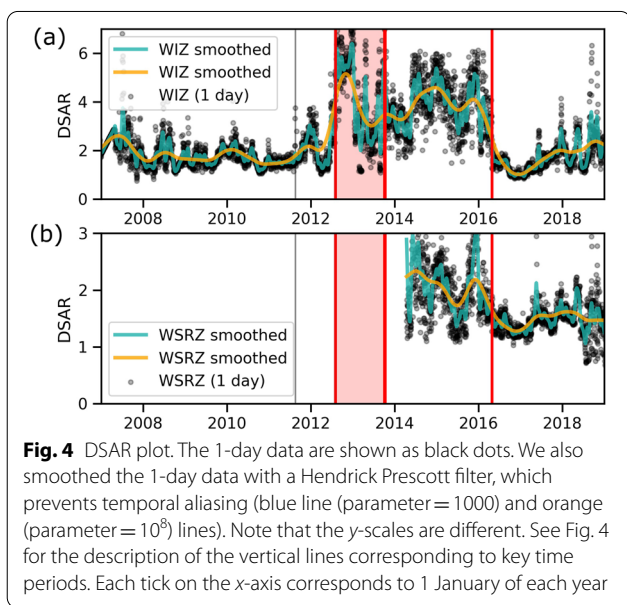 (a)
WIZ smoothed
WIZ smoothed
WIZ (1 day)
DSAR
6
4
2
0
2008 2010 2012 2014 2016 2018
(b)
WSRZ smoothed
WSRZ smoothed
WSRZ (1 day)
DSAR
3
2
1
0
2008 2010 2012 2014 2016 2018
Fig. 4 DSAR plot. The 1-day data are shown as black dots. We also
smoothed the 1-day data with a Hendrick Prescott filter, which
prevents temporal aliasing (blue line (parameter = 1000) and orange
(parameter = 10⁸) lines). Note that the y-scales are different. See Fig. 4
for the description of the vertical lines corresponding to key time
periods. Each tick on the x-axis corresponds to 1 January of each year